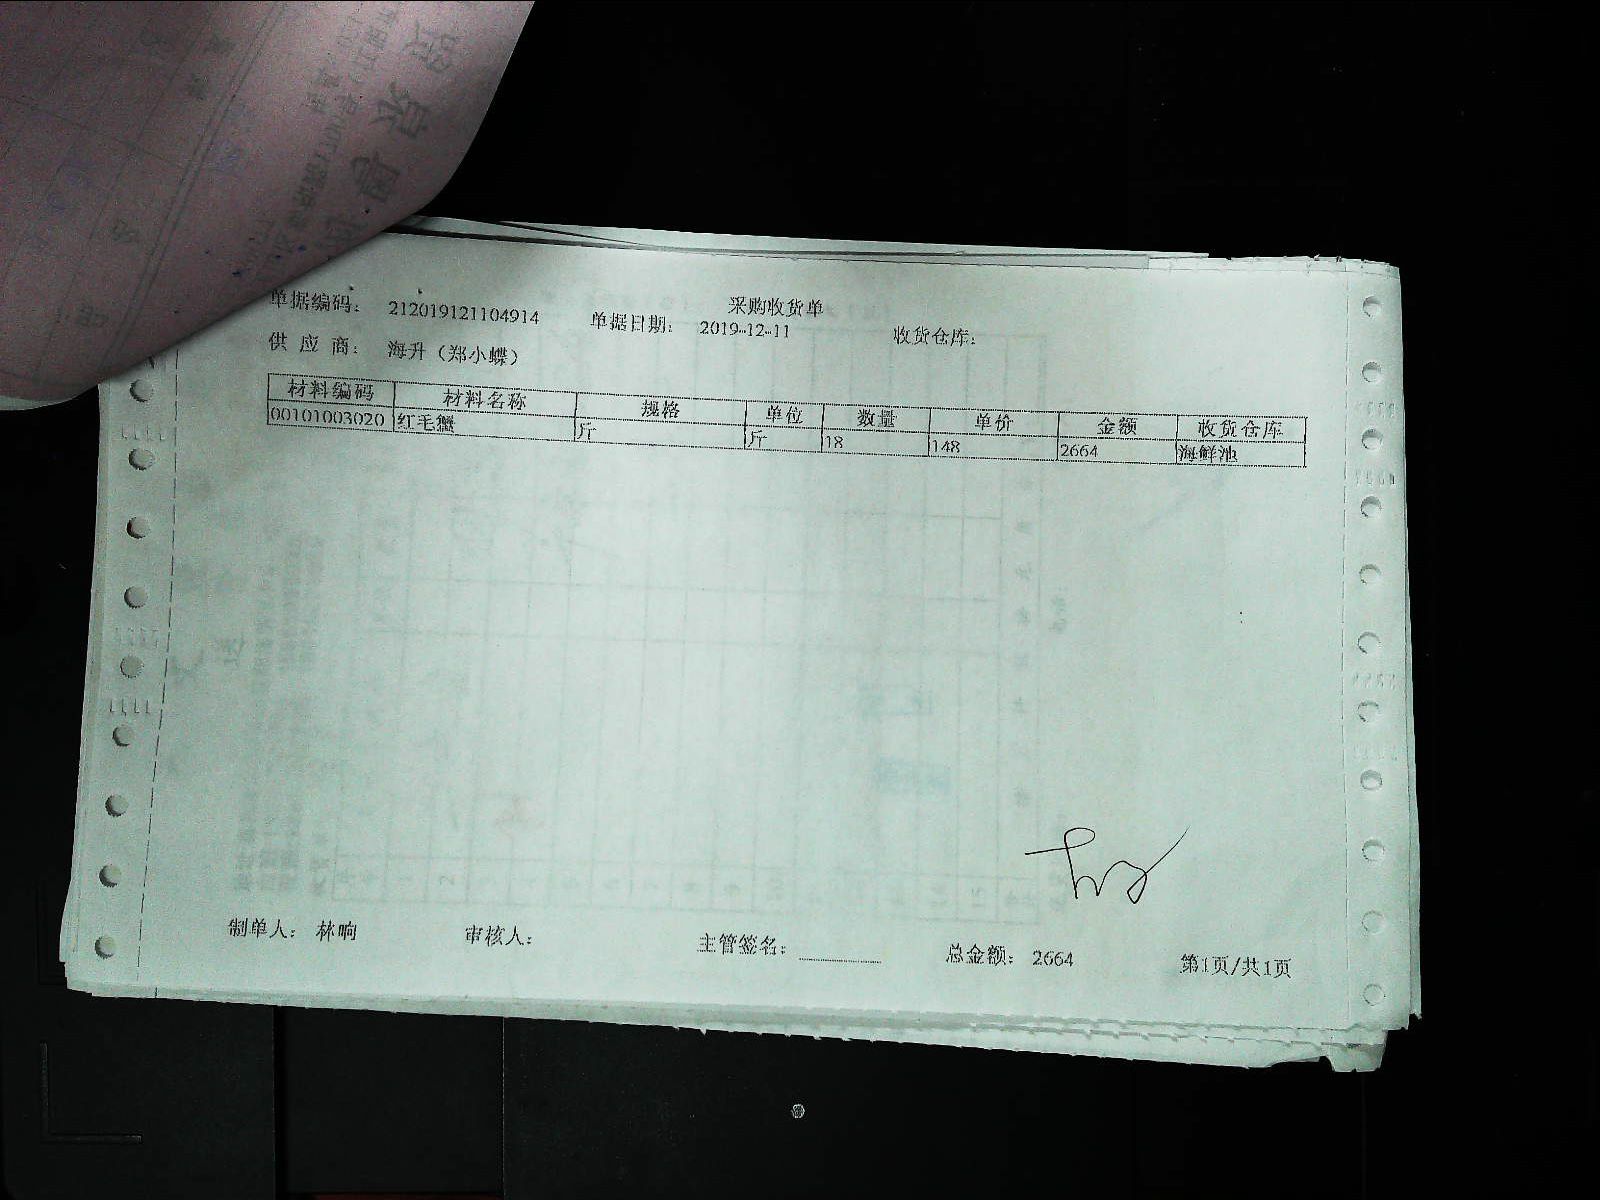 采购收货单
单据编码: 212019121104914 单据日期: 2019-12-11 收货仓库:
供应商: 海升（郑小蝶）
材料编码 材料名称 规格 单位 数量 单价 金额 收货仓库
00101003020 红毛蟹 斤 斤 18 148 2664 海鲜池
制单人: 林响 审核人: 主管签名: 总金额: 2664 第1页/共1页